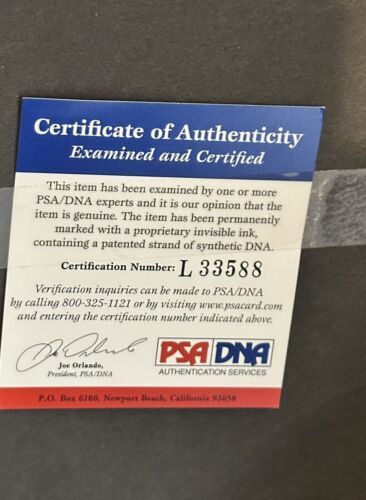 Certificate of Authenticity
Examined and Certified
This item has been examined by one or more
PSA/DNA experts and it is our opinion that the
item is genuine. The item has been permanently
marked with a proprietary invisible ink,
containing a patented strand of synthetic DNA.
Certification Number: L 33588
Verification inquiries can be made to PSA/DNA
by calling 800-325-1121 or by visiting www.psacard.com
and entering the certification number indicated above.
Joe Orlando,
President, PSA/DNA
PSA DNA
AUTHENTICATION SERVICES
P.O. Box 6180, Newport Beach, California 92658